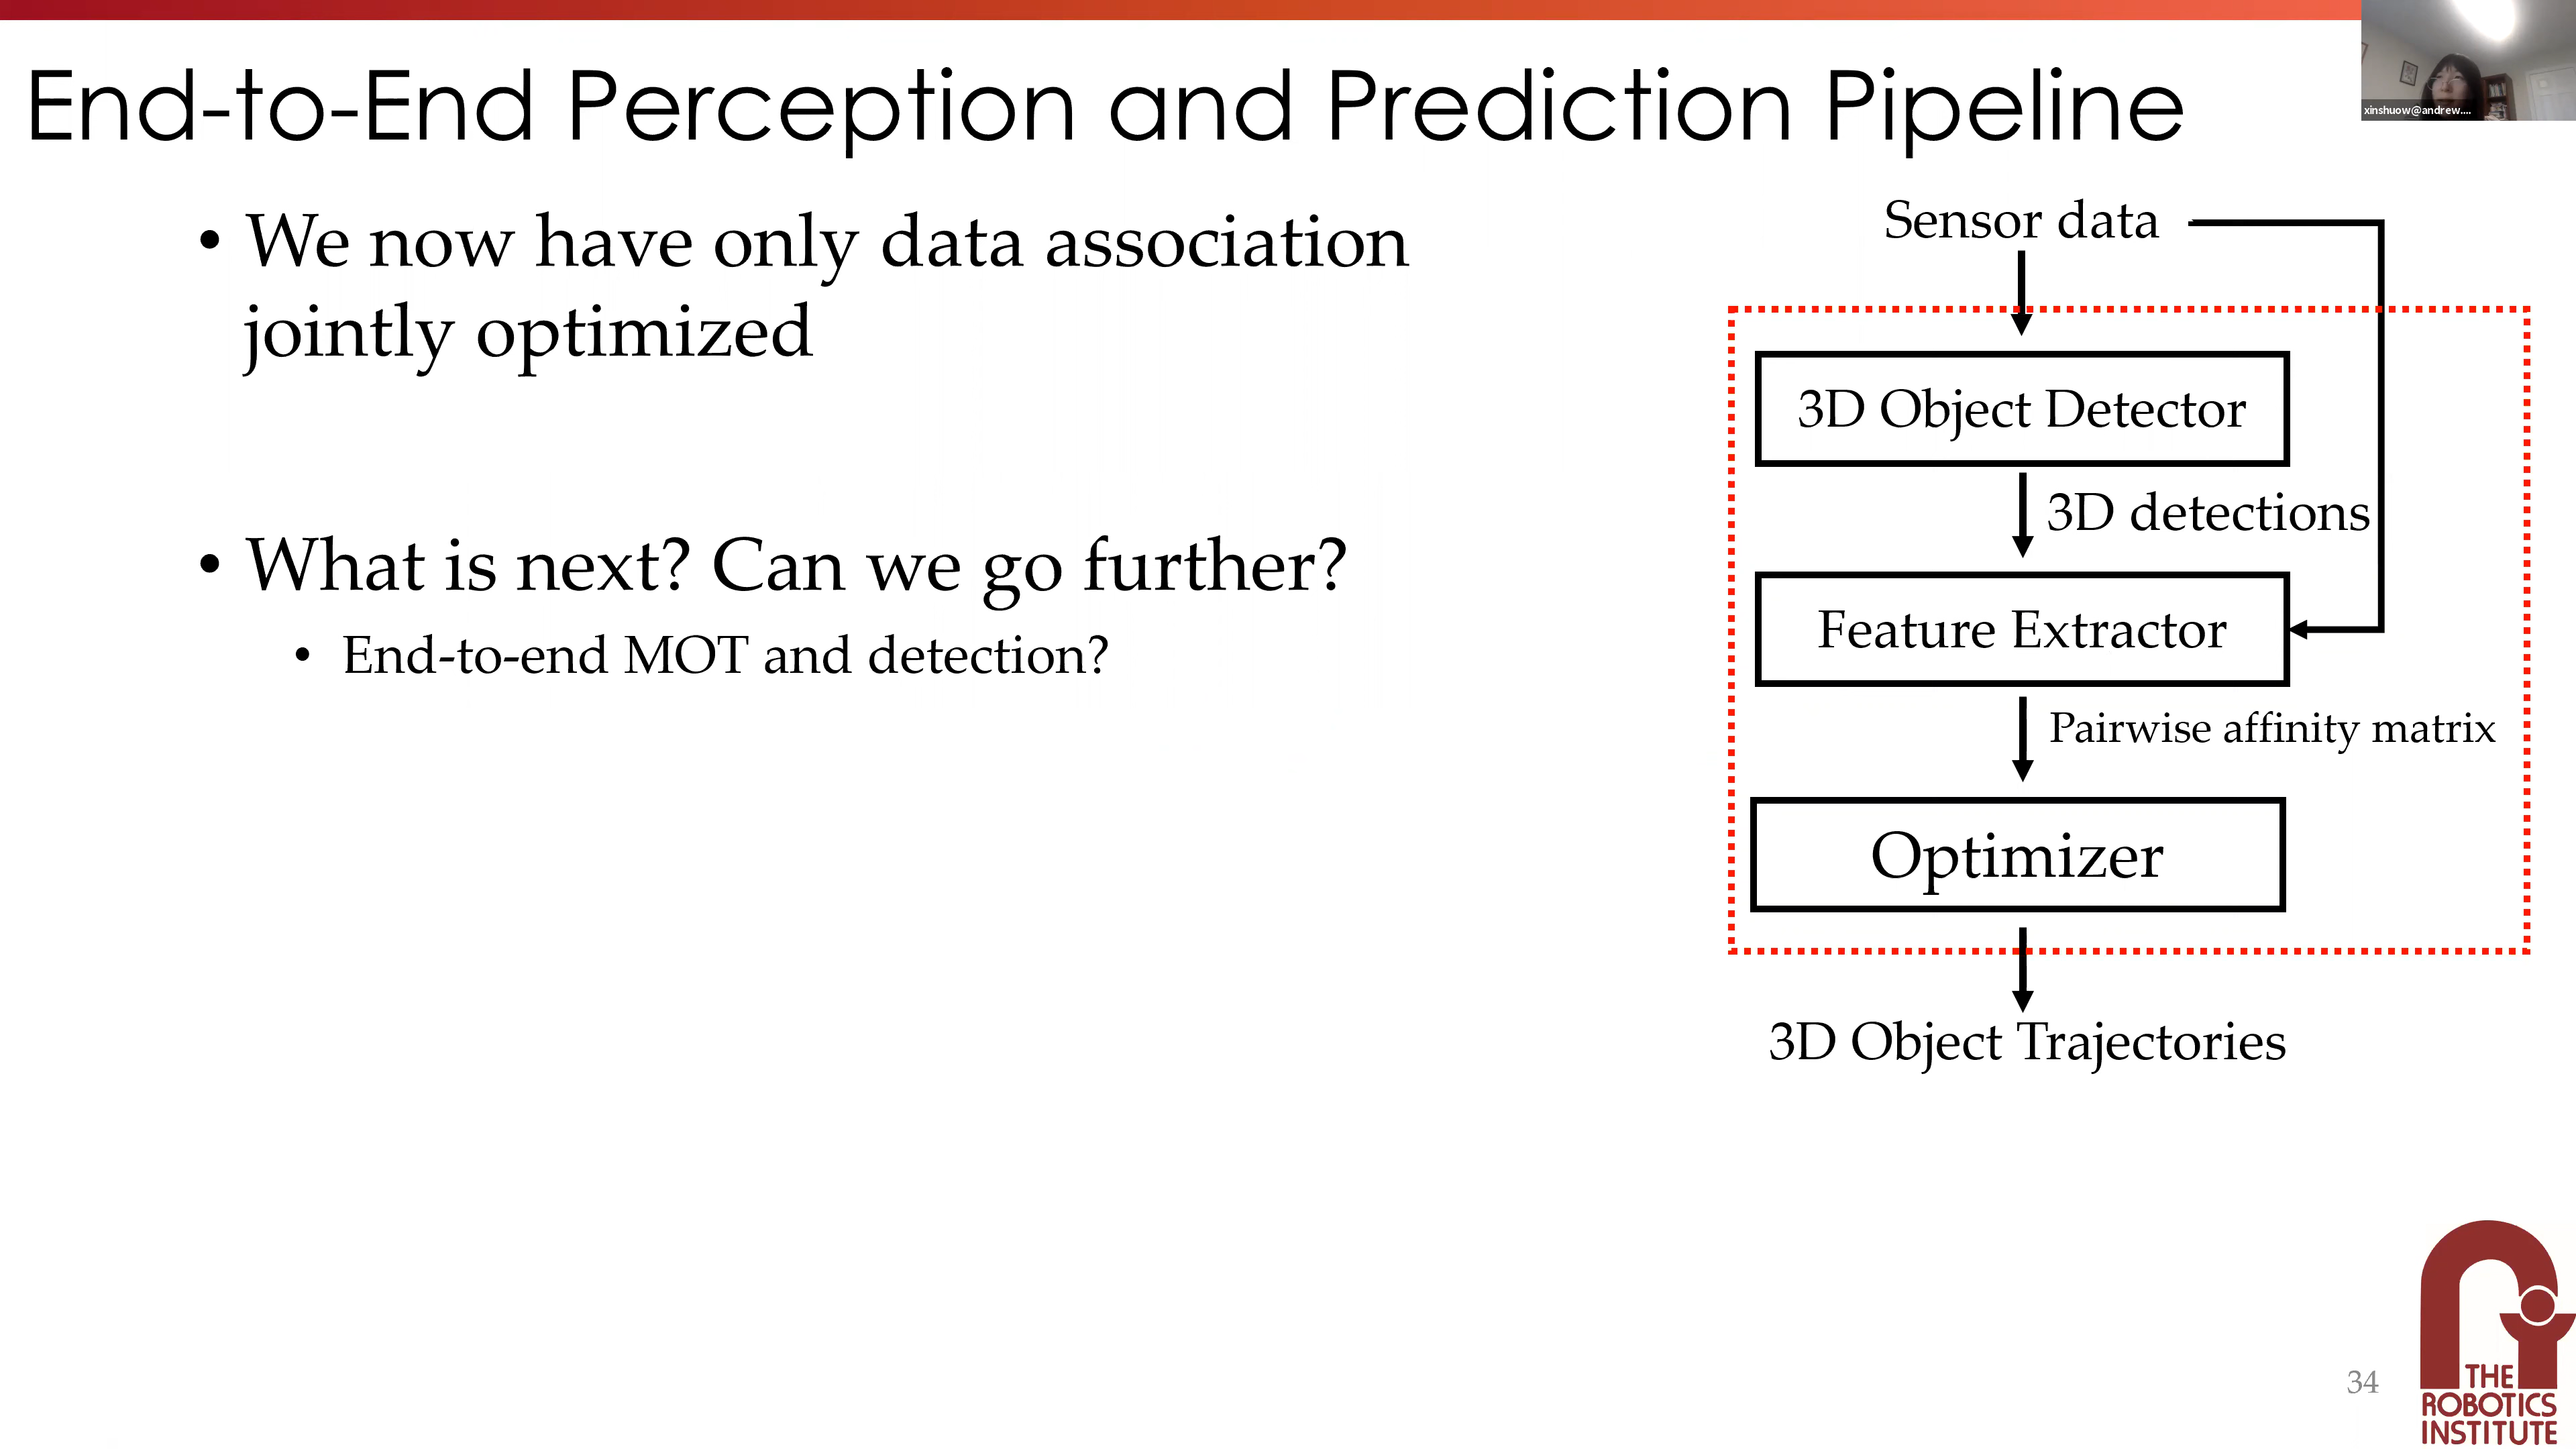 End-to-End Perception and Prediction Pipeline
xinshuow@andrew....
• We now have only data association
jointly optimized
• What is next? Can we go further?
• End-to-end MOT and detection?
Sensor data
3D Object Detector
3D detections
Feature Extractor
Pairwise affinity matrix
Optimizer
3D Object Trajectories
34
THE
ROBOTICS
INSTITUTE